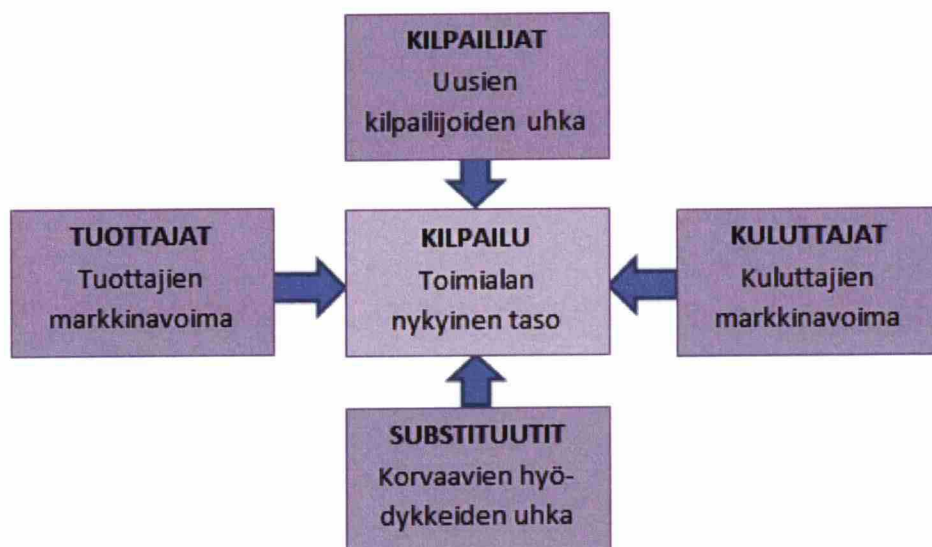 KILPAILIJAT
Uusien
kilpailijoiden uhka
TUOTTAJAT
Tuottajien
markkinavoima
KILPAILU
Toimialan
nykyinen taso
KULUTTAJAT
Kuluttajien
markkinavoima
SUBSTITUUTIT
Korvaavien hyö-
dykkeiden uhka